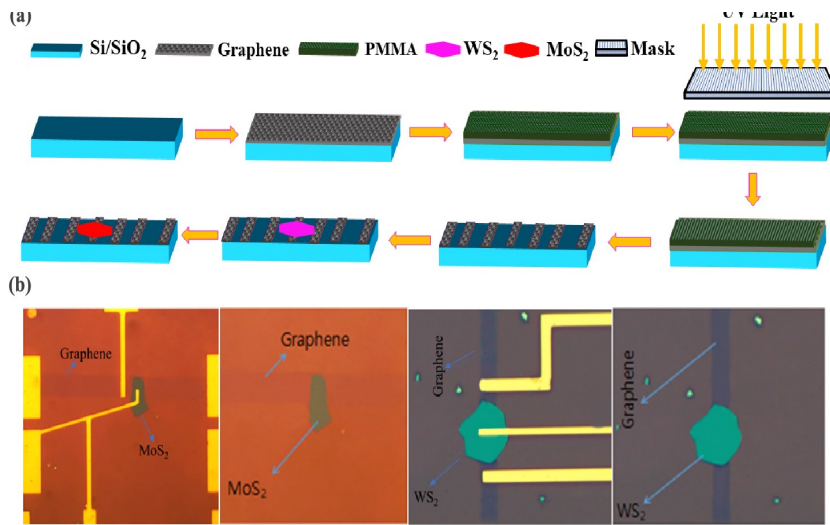 (a)
UV Light
Si/SiO₂ Graphene PMMA WS₂ MoS₂ Mask
(b)
Graphene
MoS₂
Graphene
MoS₂
Graphene
WS₂
Graphene
WS₂